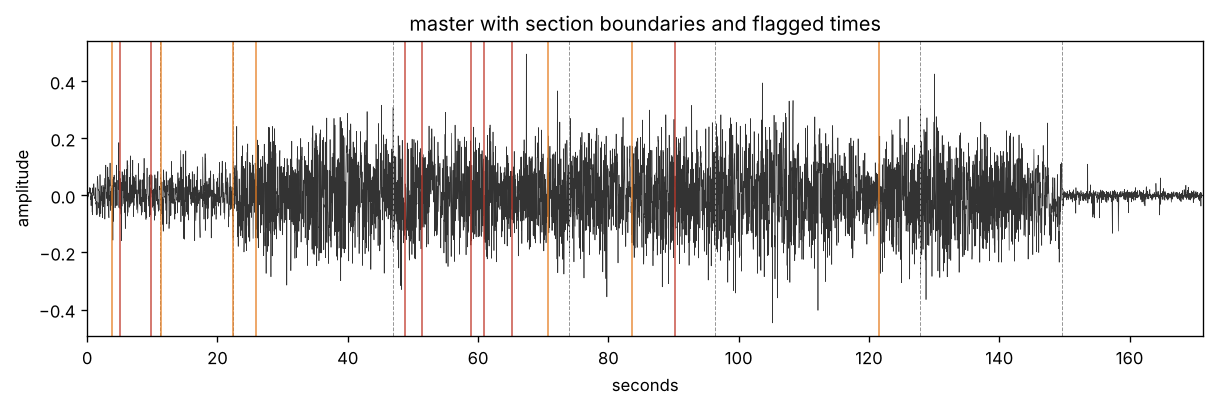 master with section boundaries and flagged times
0.4
0.2
0.0
−0.2
−0.4
amplitude
0 20 40 60 80 100 120 140 160
seconds